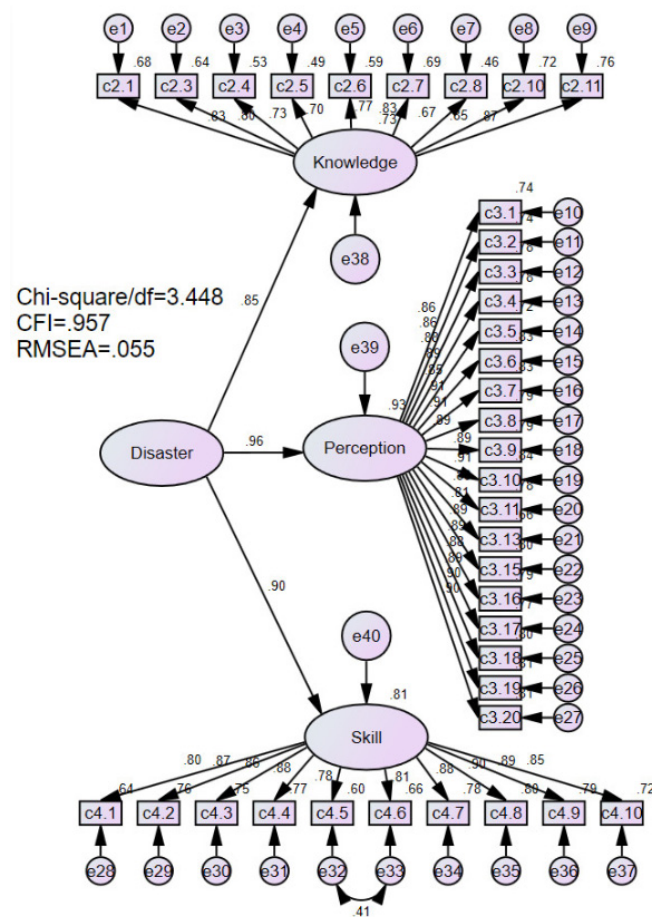 e1 e2 e3 e4 e5 e6 e7 e8 e9
.68 .64 .53 .49 .59 .69 .46 .72 .76
c2.1 c2.3 c2.4 c2.5 c2.6 c2.7 c2.8 c2.10 c2.11
.83 .80 .73 .70 .77 .83 .67 .87
.73
Knowledge
e38
.74
c3.1 e10
c3.2 e11
c3.3 e12
c3.4 e13
c3.5 e14
c3.6 e15
c3.7 e16
c3.8 e17
c3.9 e18
c3.10 e19
c3.11 e20
c3.13 e21
c3.15 e22
c3.16 e23
c3.17 e24
c3.18 e25
c3.19 e26
c3.20 e27
Chi-square/df=3.448
CFI=.957
RMSEA=.055
.85
e39
.86
.86
.88
.89
.85
.91
.91
.89
.89
.91
.81
.89
.89
.88
.89
.90
.90
.93
Disaster
.96
Perception
.90
e40
.81
Skill
.80 .87 .86 .88 .78 .81 .88 .90 .89 .85
.64 .76 .75 .77 .60 .66 .78 .80 .79 .72
c4.1 c4.2 c4.3 c4.4 c4.5 c4.6 c4.7 c4.8 c4.9 c4.10
e28 e29 e30 e31 e32 e33 e34 e35 e36 e37
.41